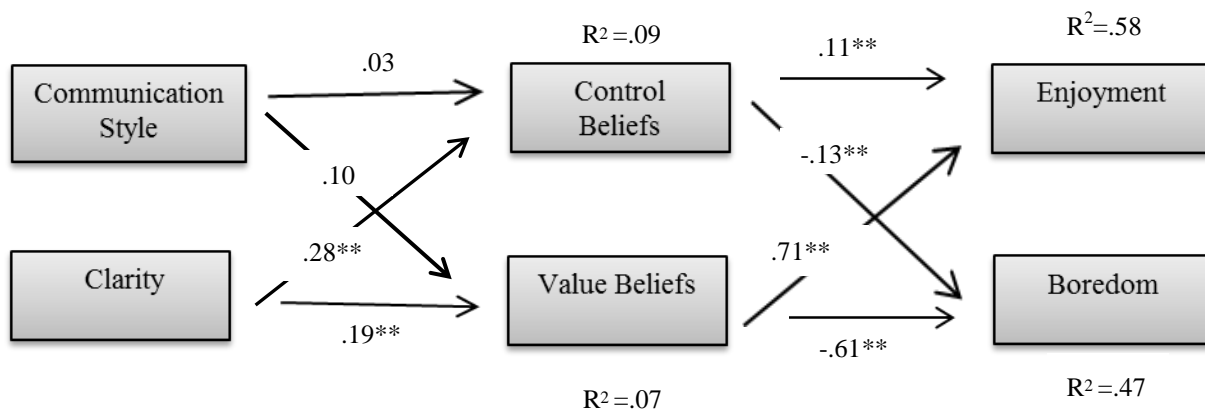 R² =.09
R²=.58
.03
.11**
Communication
Style
Control
Beliefs
Enjoyment
-.13**
.10
.28**
.71**
Clarity
Value Beliefs
Boredom
.19**
-.61**
R² =.07
R² =.47